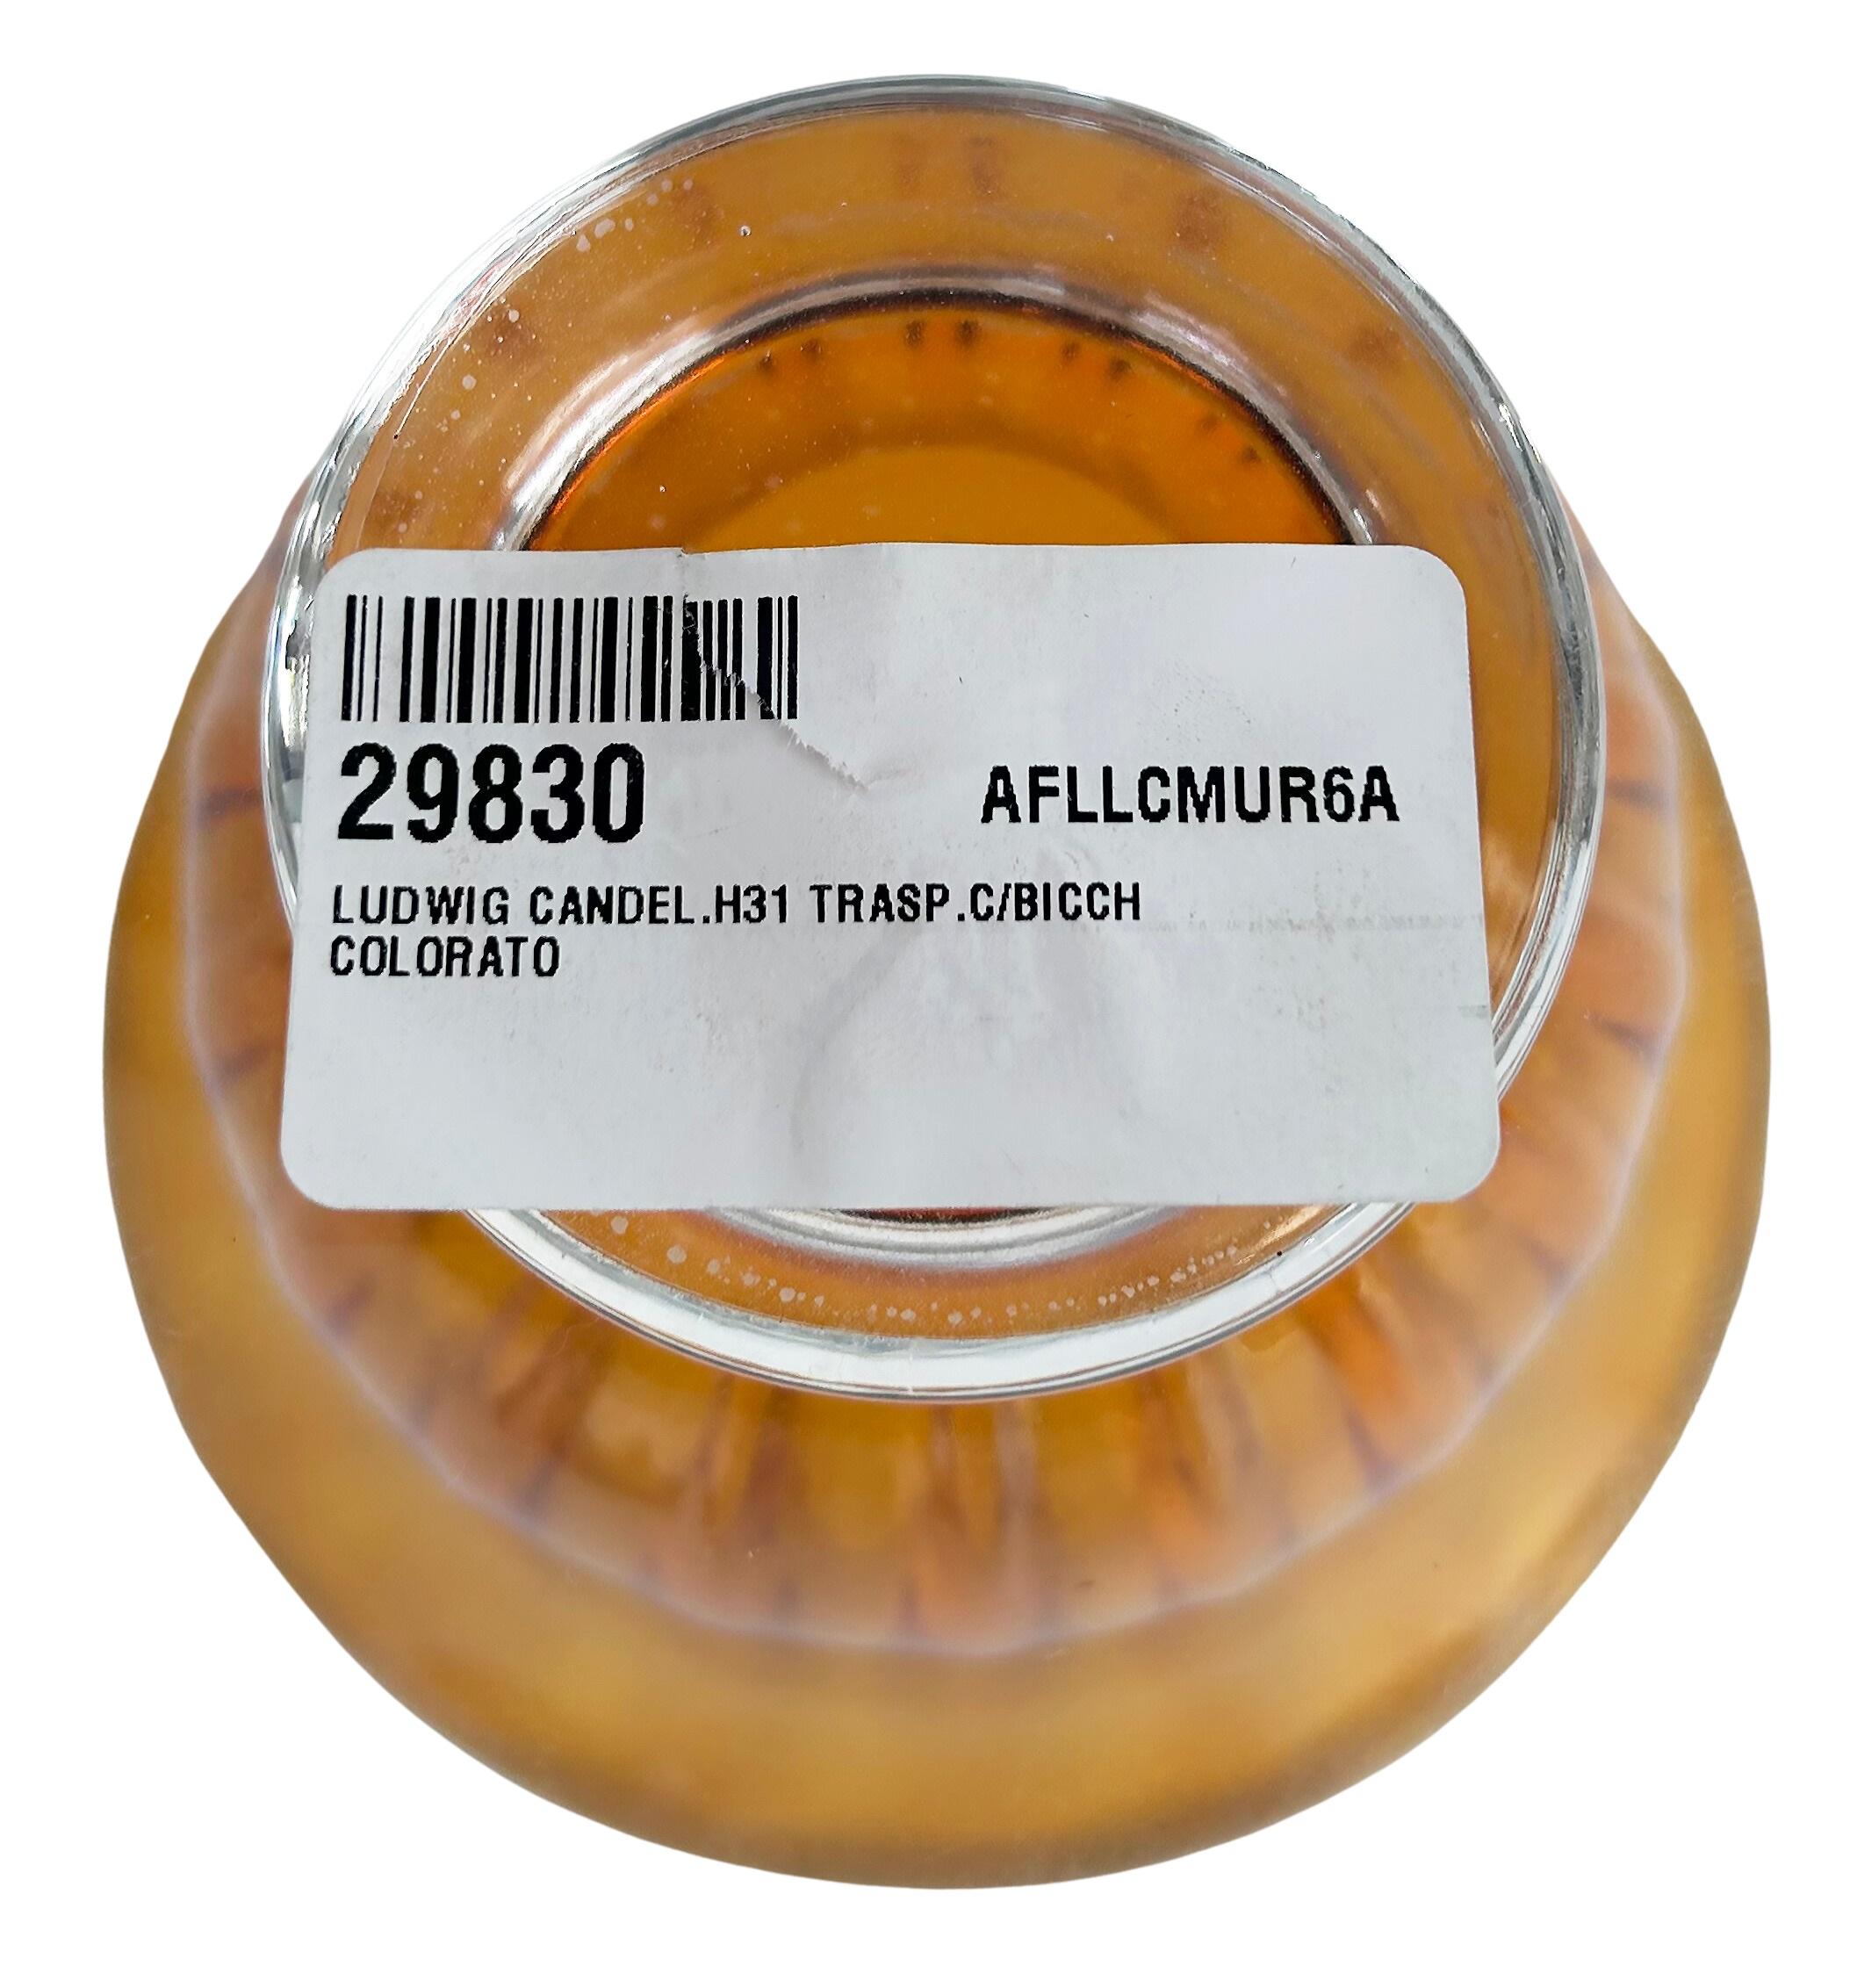 29830 AFLLCMUR6A
LUDWIG CANDEL.H31 TRASP.C/BICCH
COLORATO